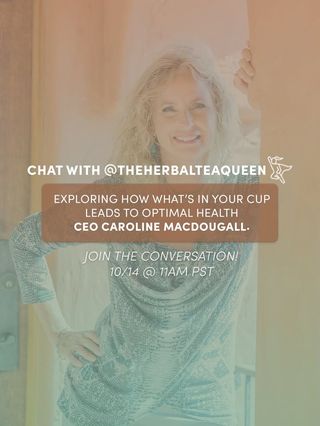 CHAT WITH @THEHERBALTEAQUEEN
EXPLORING HOW WHAT'S IN YOUR CUP
LEADS TO OPTIMAL HEALTH
CEO CAROLINE MACDOUGALL.
JOIN THE CONVERSATION!
10/14 @ 11AM PST